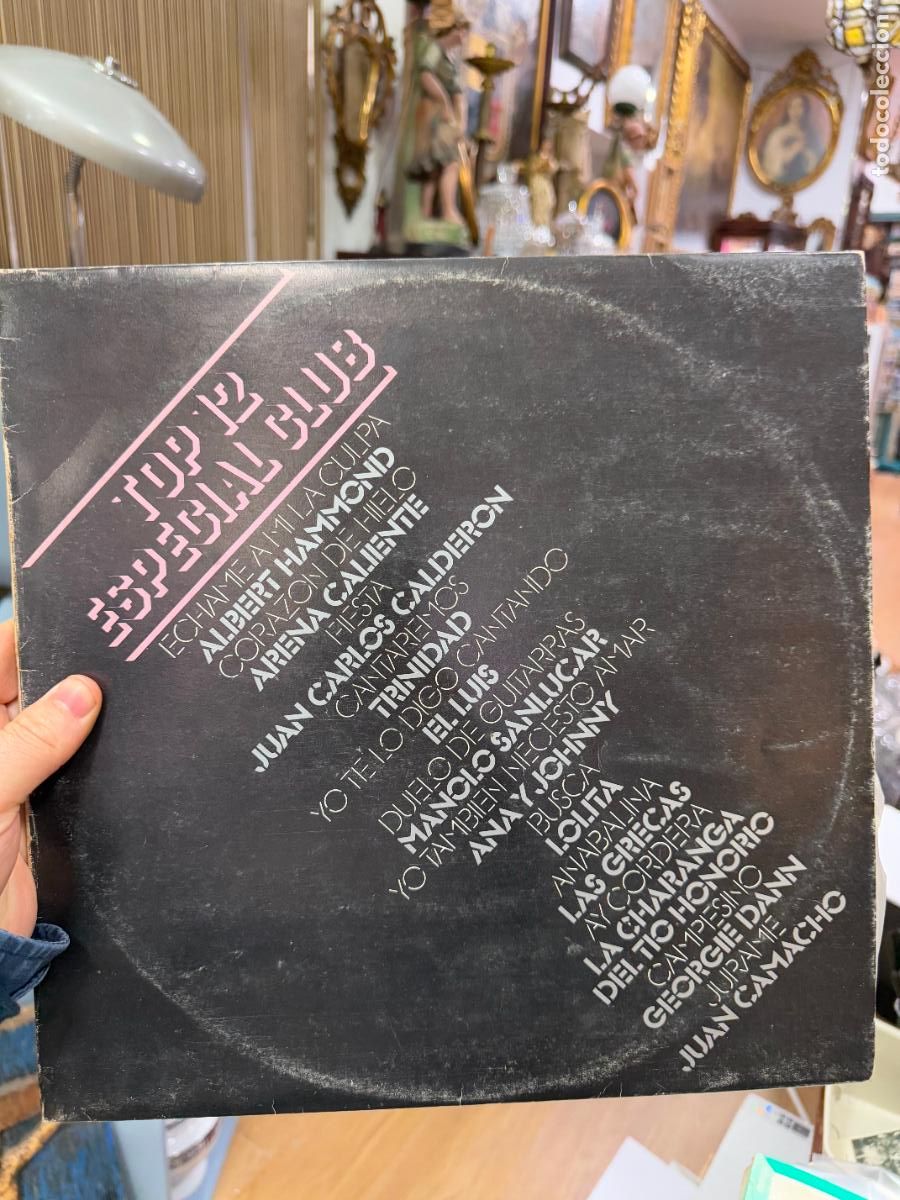 TOP 12
ESPECIAL CLUB
ECHAME A MI LA CULPA
ALBERT HAMMOND
CORAZON DE HIELO
ARENA CALIENTE
FIESTA
JUAN CARLOS CALDERON
CANTAREMOS
TRINIDAD
YO TE LO DIGO CANTANDO
EL LUIS
DUELO DE GUITARRAS
MANOLO SANLUCAR
YO TAMBIEN NECESITO AMAR
ANA Y JOHNNY
BUSCA
LOLITA
ANABALINA
LAS GRECAS
AY CORDERA
LA CHARANGA
DEL TIO HONORIO
CAMPESINO
GEORGIE DANN
JURAME
JUAN CAMACHO
todocoleccion